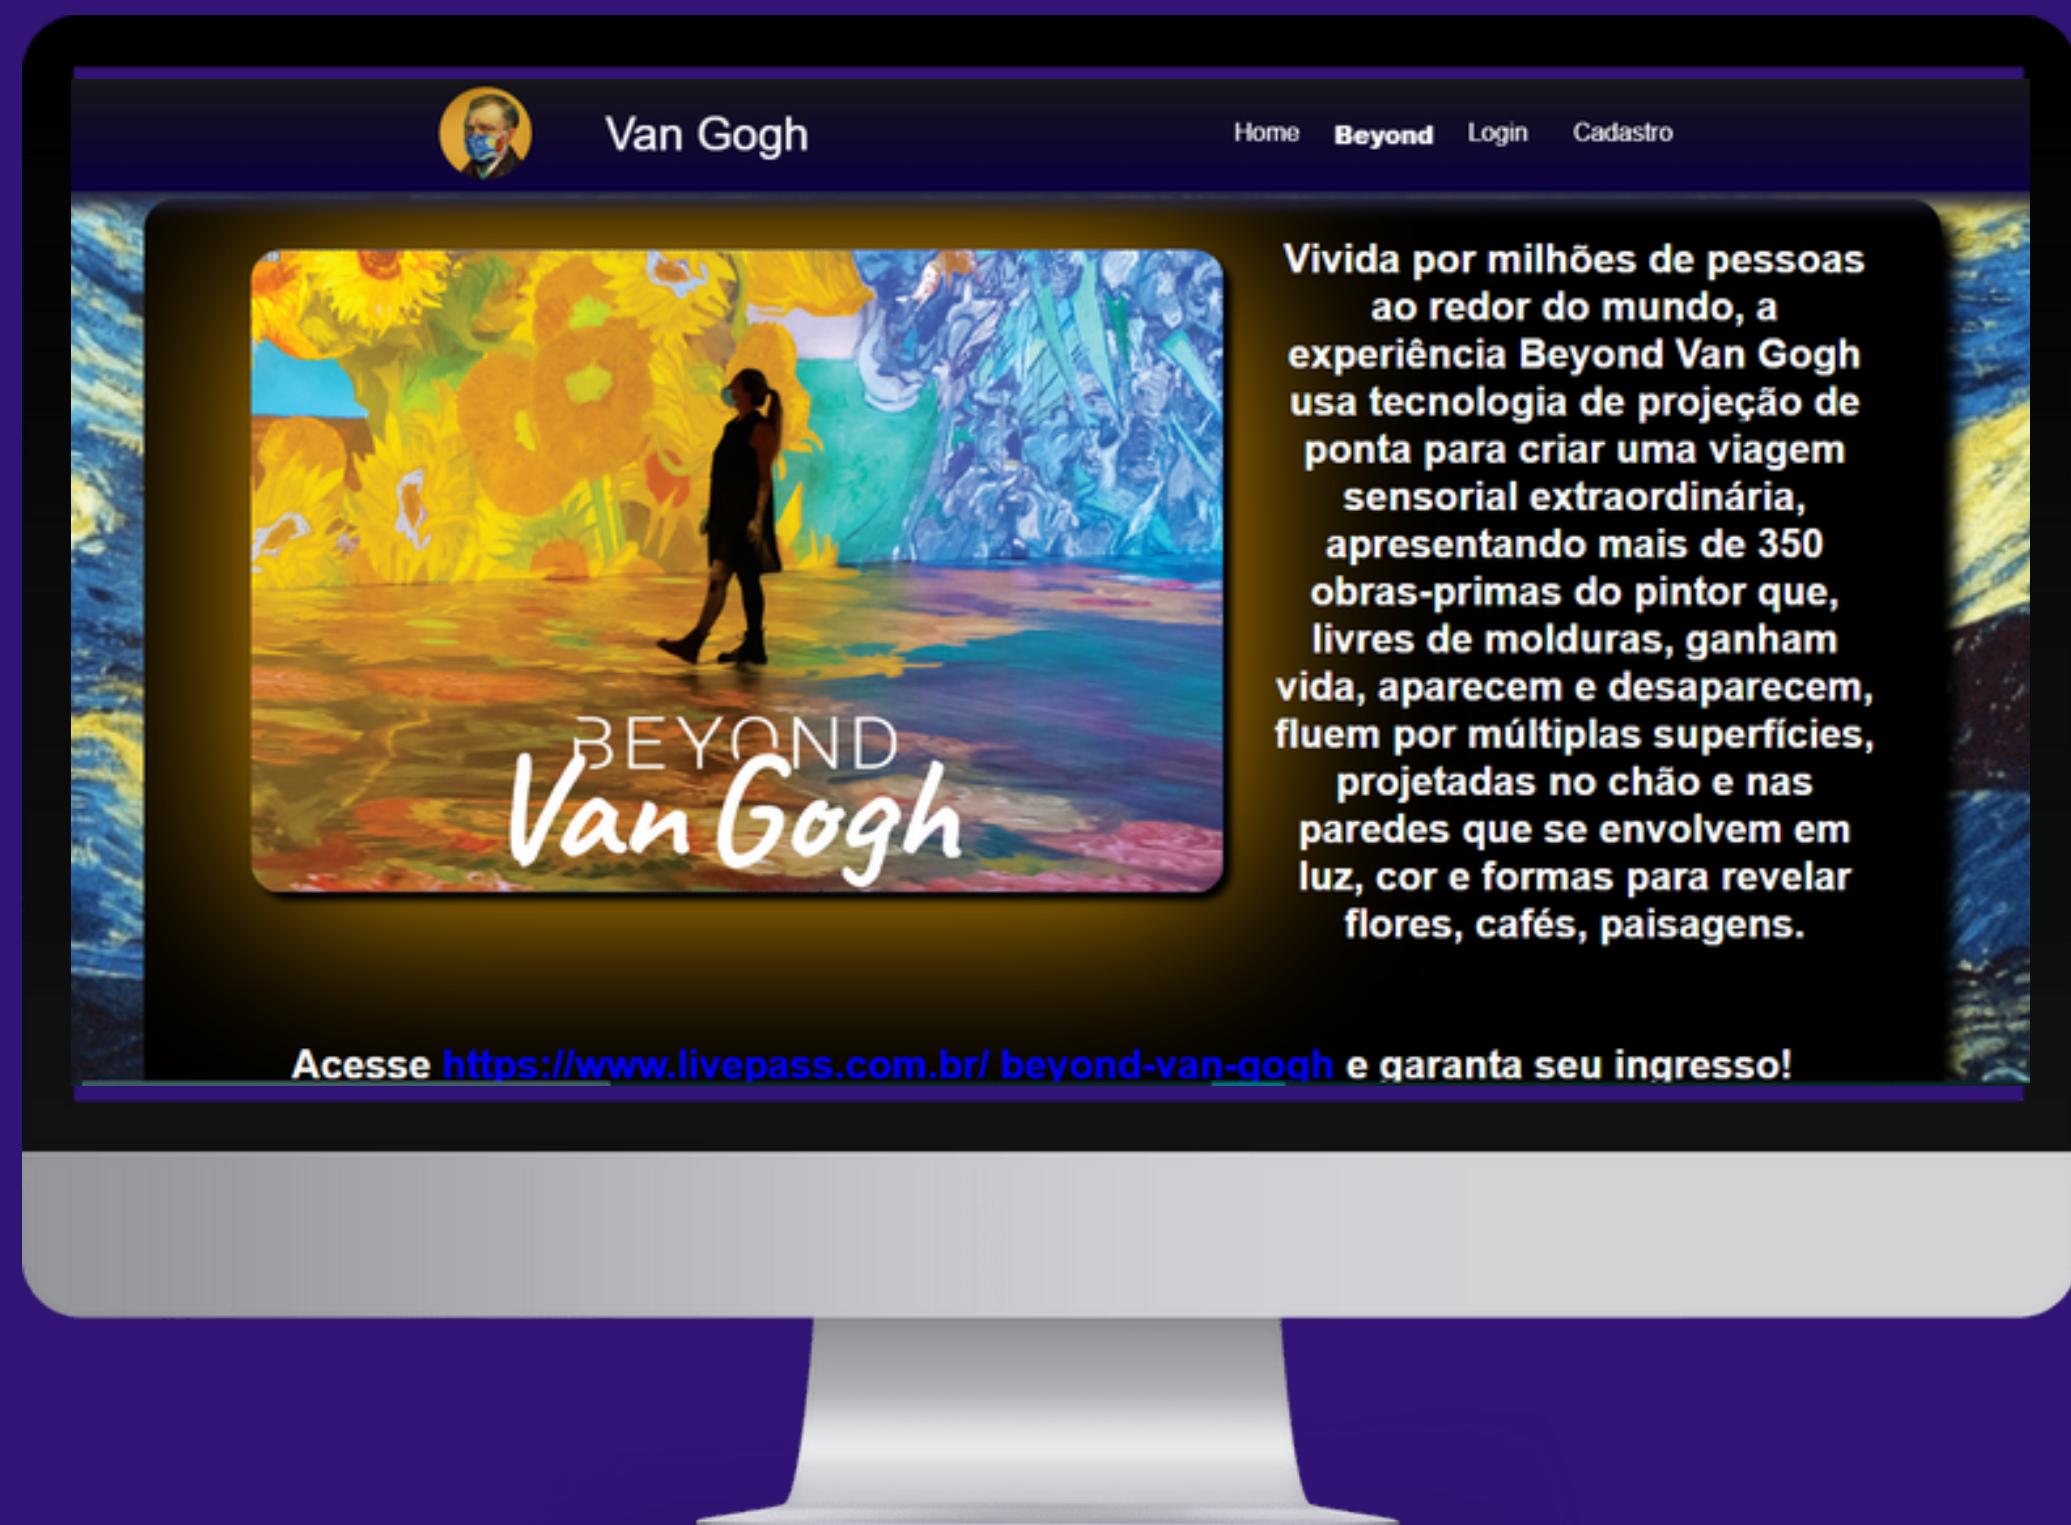 Van Gogh
Home Beyond Login Cadastro
BEYOND
Van Gogh
Vivida por milhões de pessoas
ao redor do mundo, a
experiência Beyond Van Gogh
usa tecnologia de projeção de
ponta para criar uma viagem
sensorial extraordinária,
apresentando mais de 350
obras-primas do pintor que,
livres de molduras, ganham
vida, aparecem e desaparecem,
fluem por múltiplas superfícies,
projetadas no chão e nas
paredes que se envolvem em
luz, cor e formas para revelar
flores, cafés, paisagens.
Acesse https://www.livepass.com.br/ beyond-van-gogh e garanta seu ingresso!